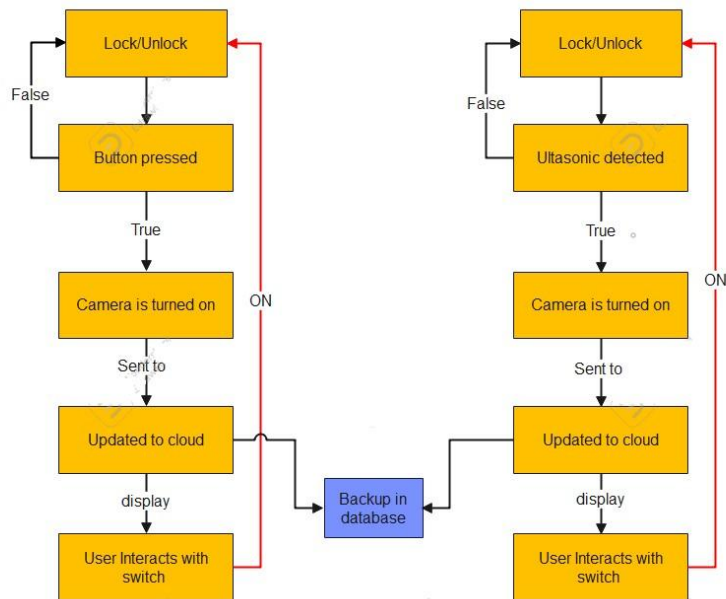 Lock/Unlock
False
Button pressed
True
Camera is turned on
ON
Sent to
Updated to cloud
display
User Interacts with
switch
Backup in
database
Lock/Unlock
False
Ultasonic detected
True
Camera is turned on
ON
Sent to
Updated to cloud
display
User Interacts with
switch